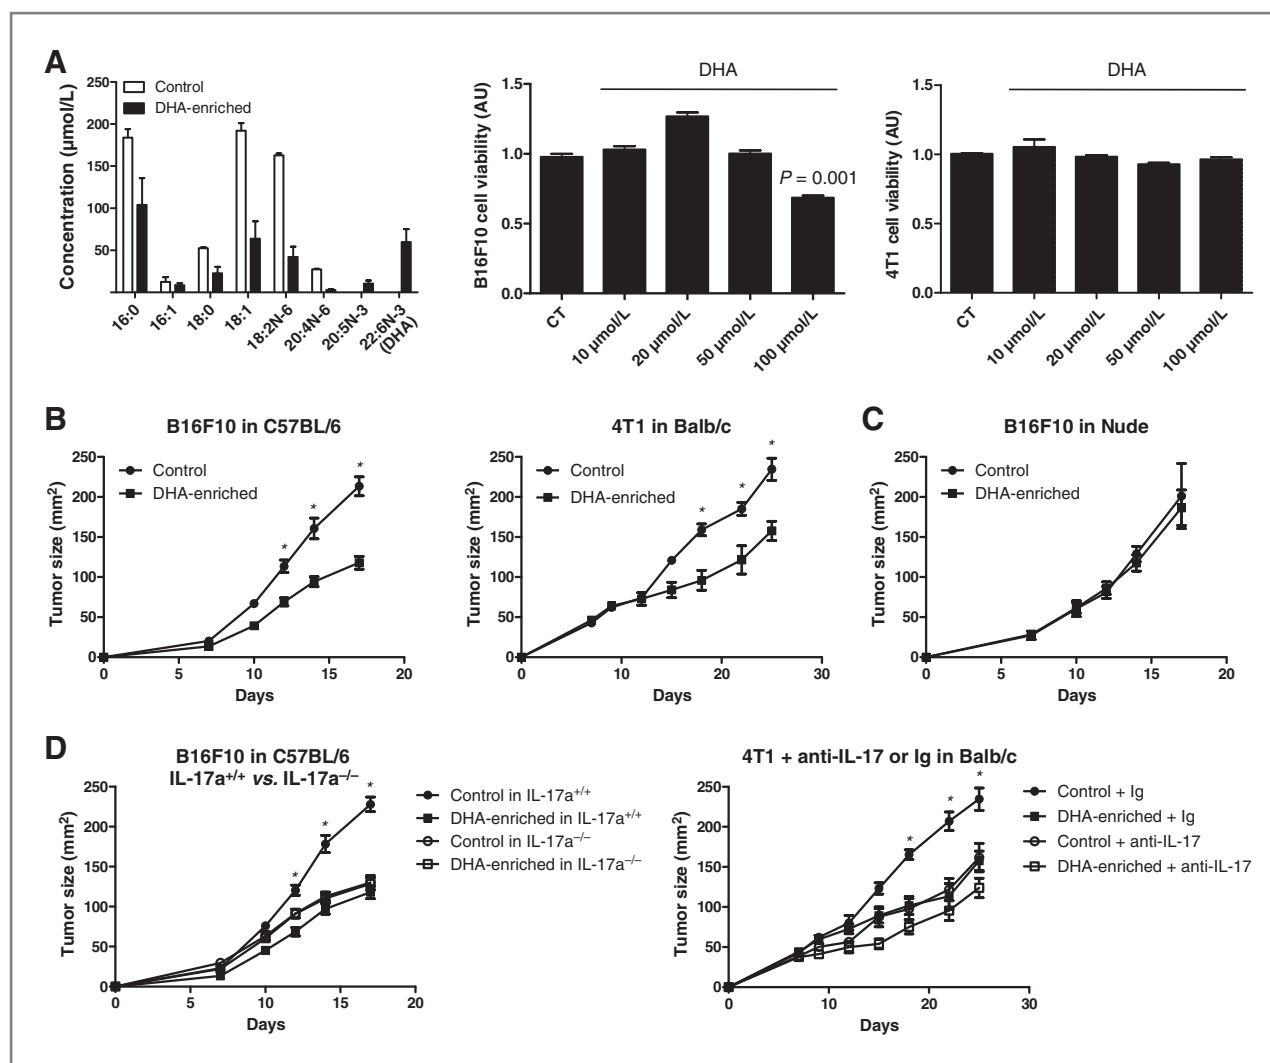 A
Concentration (μmol/L)
250
200
150
100
50
Control
DHA-enriched
16:0
16:1
18:0
18:1
18:2N-6
20:4N-6
20:5N-3
22:6N-3
(DHA)
DHA
B16F10 cell viability (AU)
1.5
1.0
0.5
0.0
P = 0.001
CT
10 μmol/L
20 μmol/L
50 μmol/L
100 μmol/L
DHA
4T1 cell viability (AU)
1.5
1.0
0.5
0.0
CT
10 μmol/L
20 μmol/L
50 μmol/L
100 μmol/L
B
B16F10 in C57BL/6
Tumor size (mm²)
250
200
150
100
50
0
Control
DHA-enriched
*
*
*
0
5
10
15
20
Days
4T1 in Balb/c
Tumor size (mm²)
250
200
150
100
50
0
Control
DHA-enriched
*
*
*
0
10
20
30
Days
C
B16F10 in Nude
Tumor size (mm²)
250
200
150
100
50
0
Control
DHA-enriched
0
5
10
15
20
Days
D
B16F10 in C57BL/6
IL-17a+/+ vs. IL-17a–/–
Tumor size (mm²)
250
200
150
100
50
0
*
*
*
0
5
10
15
20
Days
Control in IL-17a+/+
DHA-enriched in IL-17a+/+
Control in IL-17a–/–
DHA-enriched in IL-17a–/–
4T1 + anti-IL-17 or Ig in Balb/c
Tumor size (mm²)
250
200
150
100
50
0
*
*
*
0
10
20
30
Days
Control + Ig
DHA-enriched + Ig
Control + anti-IL-17
DHA-enriched + anti-IL-17